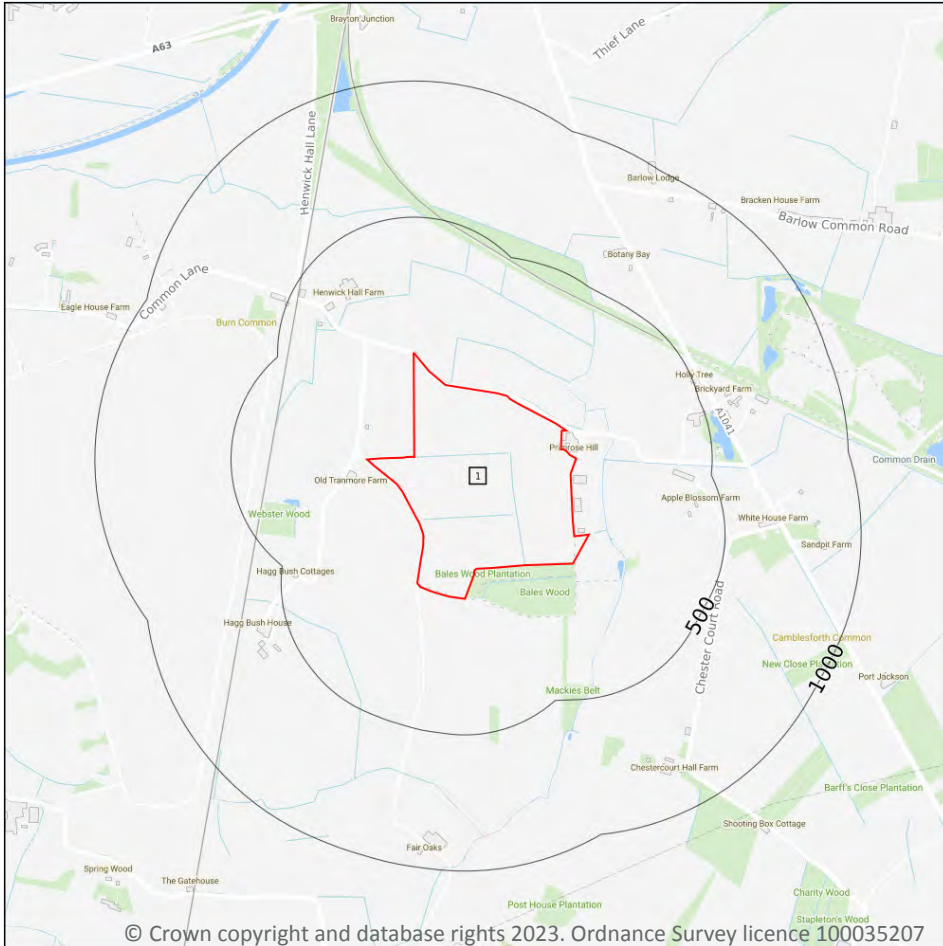 Brayton Junction
A63
Thief Lane
Henwick Hall Lane
Barlow Lodge
Bracken House Farm
Barlow Common Road
Botany Bay
Common Lane
Henwick Hall Farm
Eagle House Farm
Burn Common
Holly Tree
Brickyard Farm
A1041
Primrose Hill
Common Drain
1
Old Tranmore Farm
Apple Blossom Farm
Webster Wood
White House Farm
Sandpit Farm
Hagg Bush Cottages
Bales Wood Plantation
Bales Wood
500
Chester Court Road
Hagg Bush House
Camblesforth Common
New Close Plantation
1000
Port Jackson
Mackies Belt
Chestercourt Hall Farm
Barff's Close Plantation
Shooting Box Cottage
Fair Oaks
Spring Wood
The Gatehouse
Charity Wood
Post House Plantation
Stapleton's Wood
© Crown copyright and database rights 2023. Ordnance Survey licence 100035207